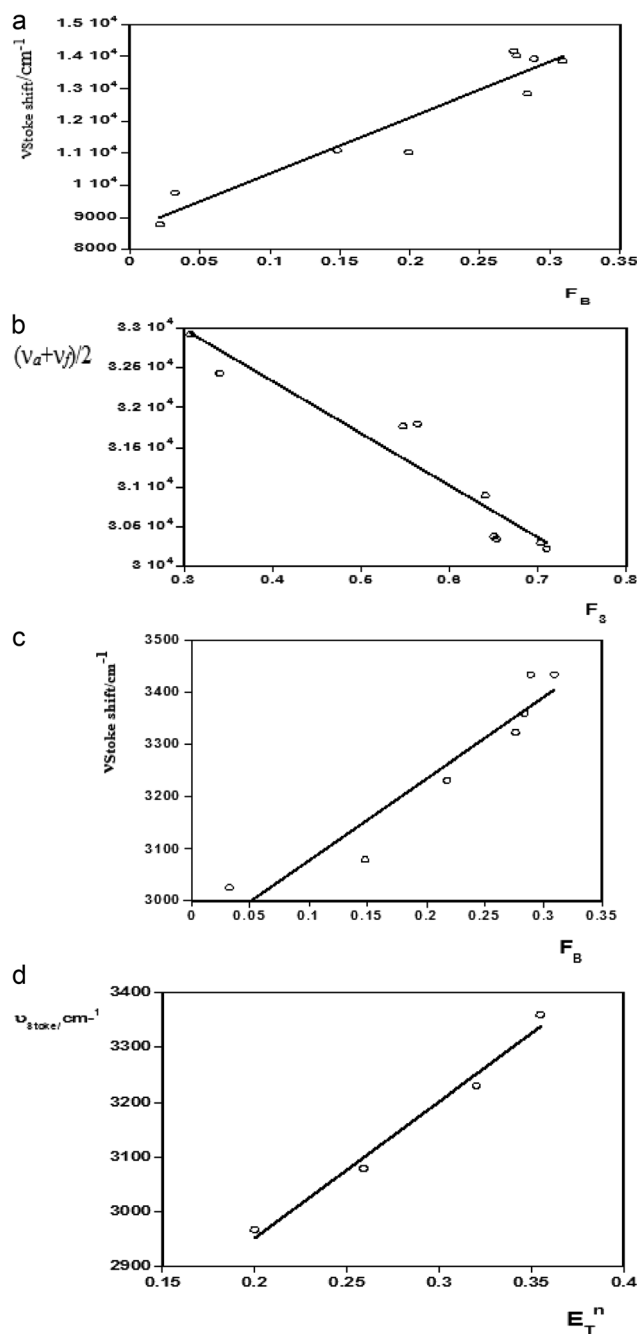 a
1.5 10⁴
1.4 10⁴
1.3 10⁴
1.2 10⁴
1.1 10⁴
1 10⁴
9000
8000
νStoke shift/cm⁻¹
0 0.05 0.1 0.15 0.2 0.25 0.3 0.35
F_B
b
(νa+νf)/2
3.3 10⁴
3.25 10⁴
3.2 10⁴
3.15 10⁴
3.1 10⁴
3.05 10⁴
3 10⁴
0.3 0.4 0.5 0.6 0.7 0.8
F_3
c
3500
3400
3300
3200
3100
3000
νStoke shift/cm⁻¹
0 0.05 0.1 0.15 0.2 0.25 0.3 0.35
F_B
d
υStoke/cm⁻¹
3400
3300
3200
3100
3000
2900
0.15 0.2 0.25 0.3 0.35 0.4
E_T^n